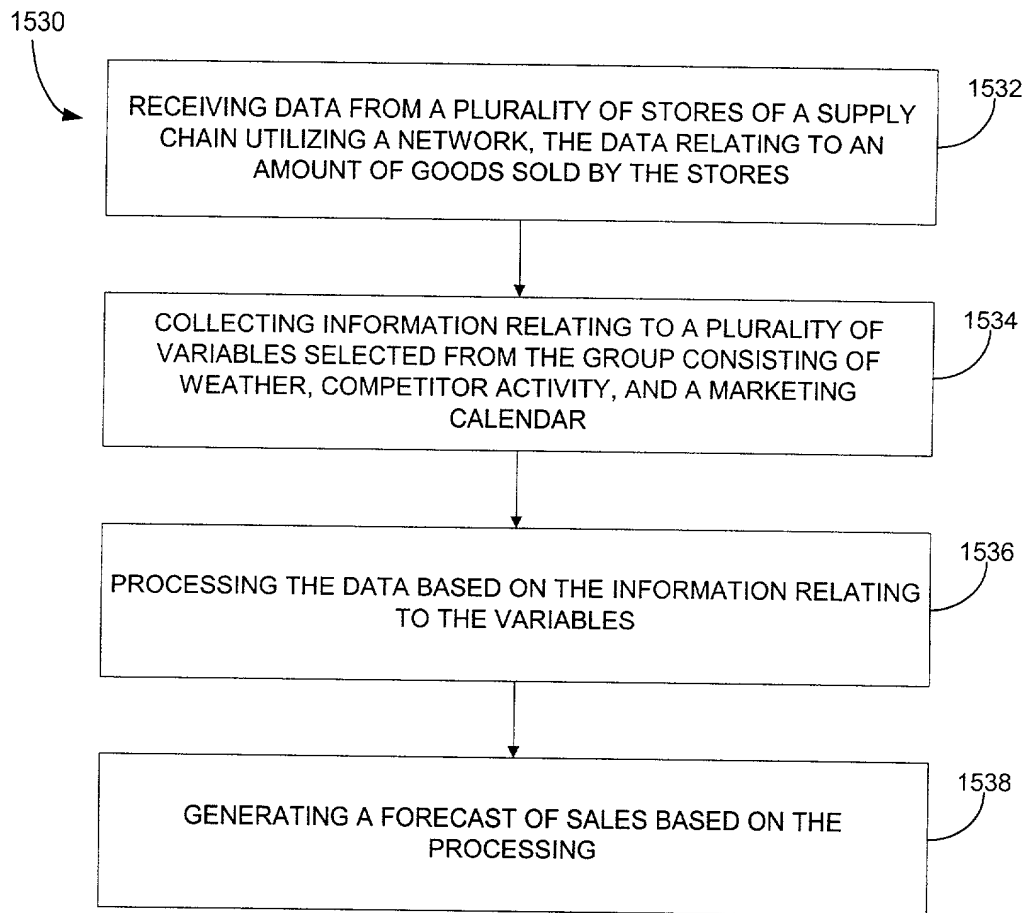 1530
1532
RECEIVING DATA FROM A PLURALITY OF STORES OF A SUPPLY
CHAIN UTILIZING A NETWORK, THE DATA RELATING TO AN
AMOUNT OF GOODS SOLD BY THE STORES
1534
COLLECTING INFORMATION RELATING TO A PLURALITY OF
VARIABLES SELECTED FROM THE GROUP CONSISTING OF
WEATHER, COMPETITOR ACTIVITY, AND A MARKETING
CALENDAR
1536
PROCESSING THE DATA BASED ON THE INFORMATION RELATING
TO THE VARIABLES
1538
GENERATING A FORECAST OF SALES BASED ON THE
PROCESSING